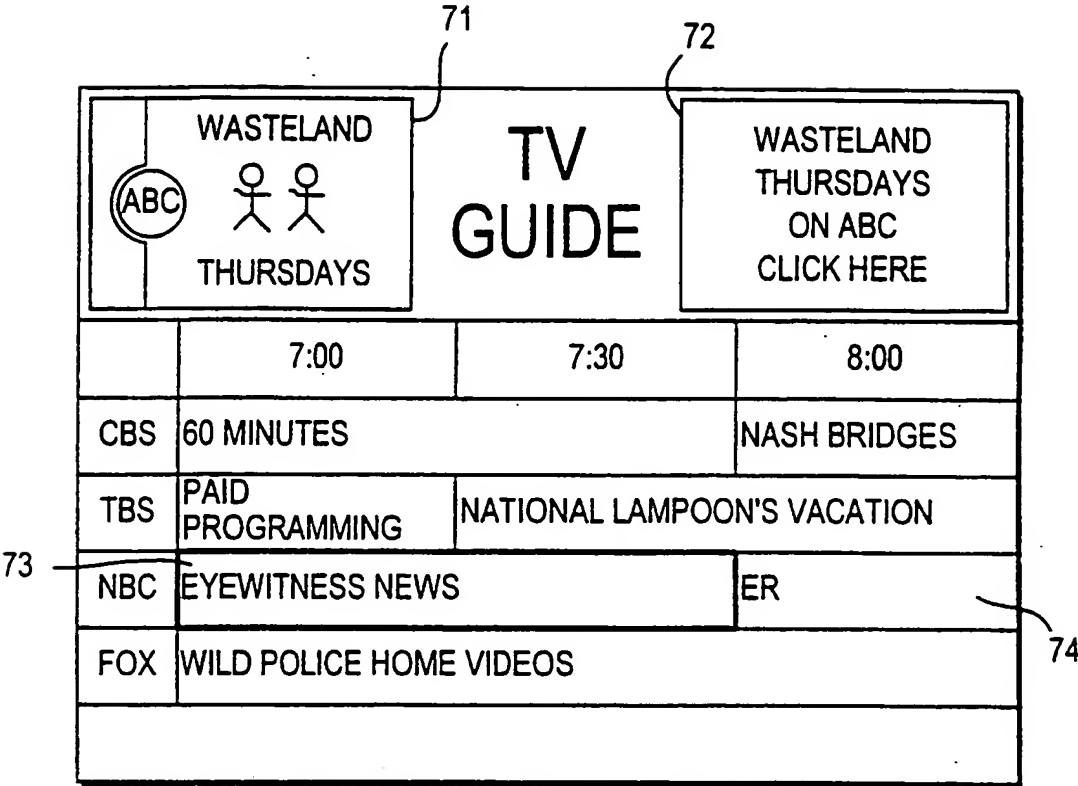 71
72
WASTELAND
ABC
THURSDAYS
TV
GUIDE
WASTELAND
THURSDAYS
ON ABC
CLICK HERE
7:00 7:30 8:00
CBS 60 MINUTES NASH BRIDGES
TBS PAID
PROGRAMMING NATIONAL LAMPOON'S VACATION
73
NBC EYEWITNESS NEWS ER
74
FOX WILD POLICE HOME VIDEOS